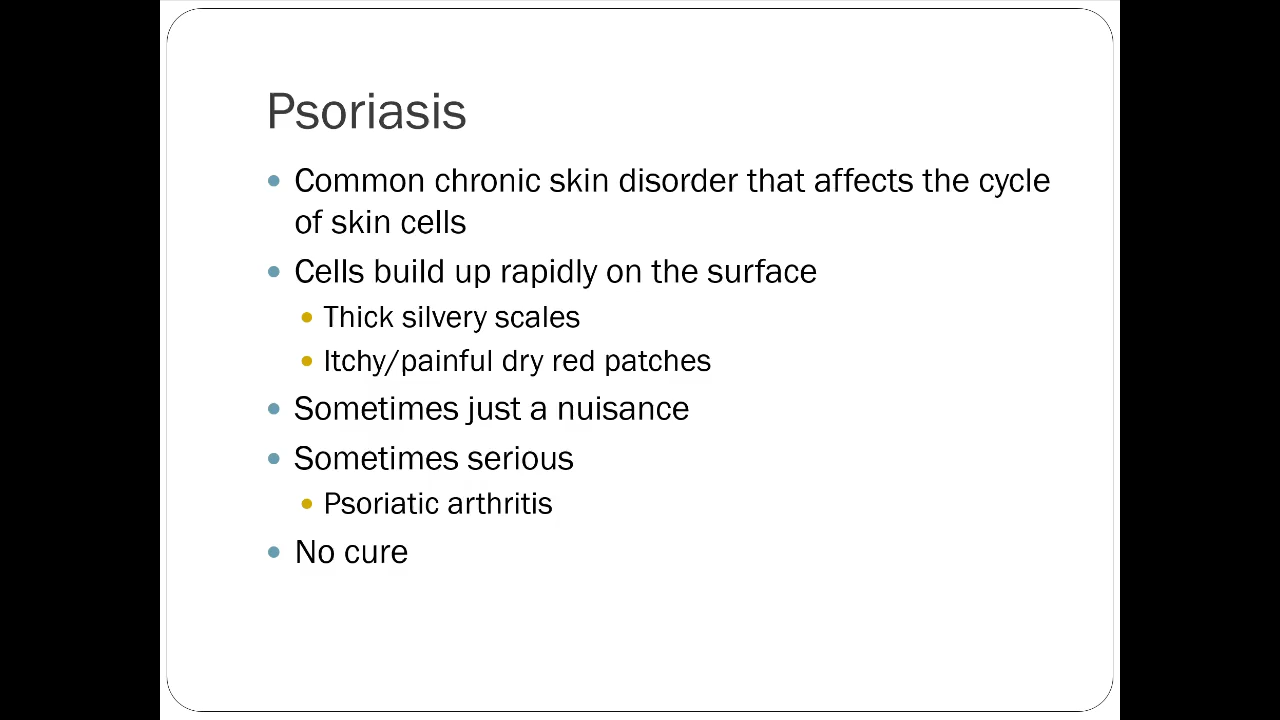 Psoriasis
Common chronic skin disorder that affects the cycle
of skin cells
Cells build up rapidly on the surface
Thick silvery scales
Itchy/painful dry red patches
Sometimes just a nuisance
Sometimes serious
Psoriatic arthritis
No cure